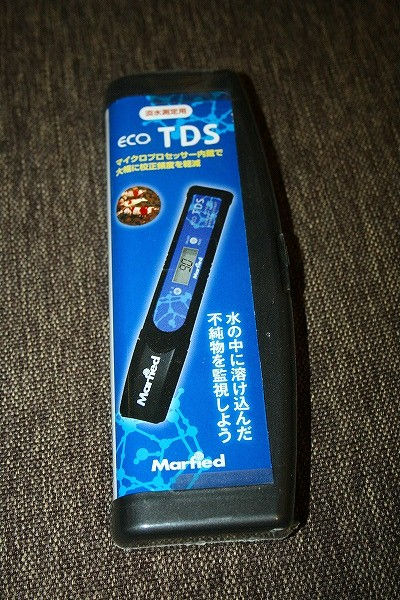 淡水測定用
ECO TDS
マイクロプロセッサー内蔵で
大幅に校正頻度を軽減
TDS
Marfied
水の中に溶け込んだ
不純物を監視しよう
Marfied